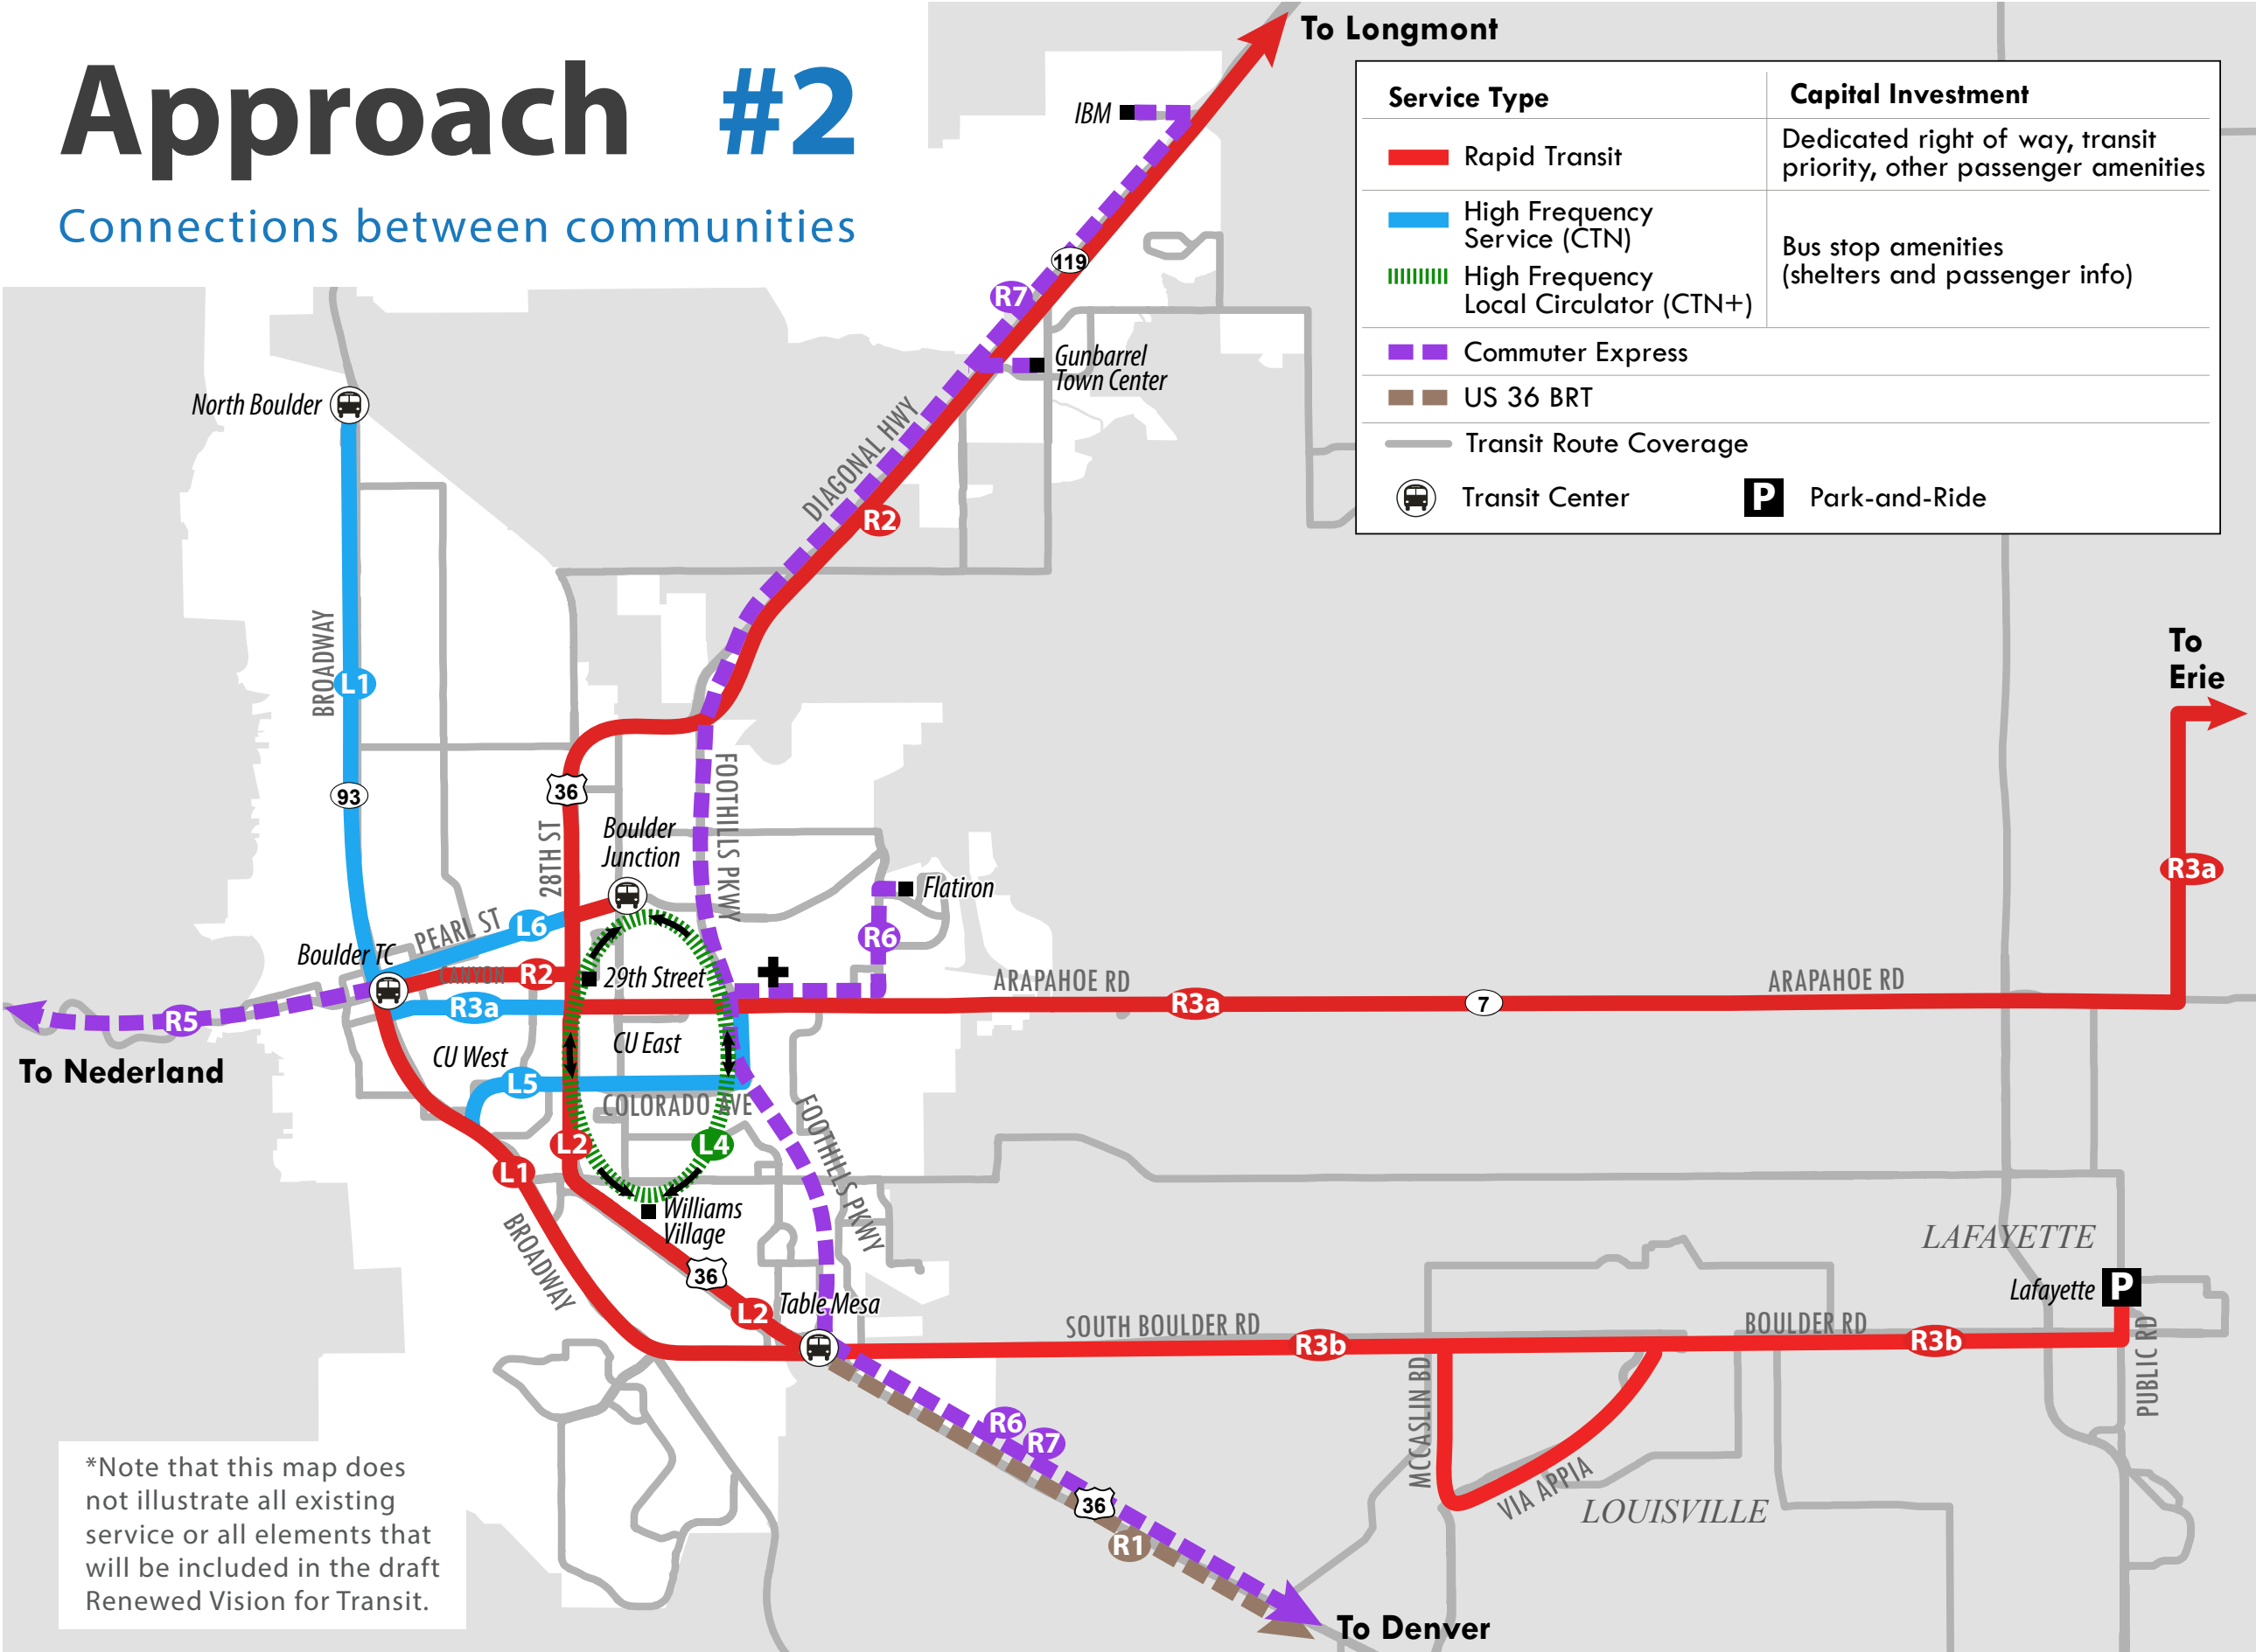 Approach #2
Connections between communities
To Longmont
Service Type
Capital Investment
Rapid Transit
Dedicated right of way, transit
priority, other passenger amenities
High Frequency
Service (CTN)
High Frequency
Local Circulator (CTN+)
Bus stop amenities
(shelters and passenger info)
Commuter Express
US 36 BRT
Transit Route Coverage
Transit Center
P
Park-and-Ride
IBM
119
R7
Gunbarrel
Town Center
North Boulder
DIAGONAL HWY
R2
BROADWAY
L1
To
Erie
93
36
FOOTHILLS PKWY
28TH ST
Boulder
Junction
R3a
Flatiron
PEARL ST
L6
R6
Boulder TC
CANYON
R2
29th Street
ARAPAHOE RD
ARAPAHOE RD
R3a
R3a
7
R5
To Nederland
CU West
CU East
L5
COLORADO AVE
FOOTHILLS PKWY
L2
L4
L1
Williams
Village
BROADWAY
36
LAFAYETTE
Lafayette
P
L2
Table Mesa
SOUTH BOULDER RD
R3b
BOULDER RD
R3b
PUBLIC RD
MCCASLIN BD
R6
R7
VIA APPIA
LOUISVILLE
36
R1
To Denver
*Note that this map does
not illustrate all existing
service or all elements that
will be included in the draft
Renewed Vision for Transit.